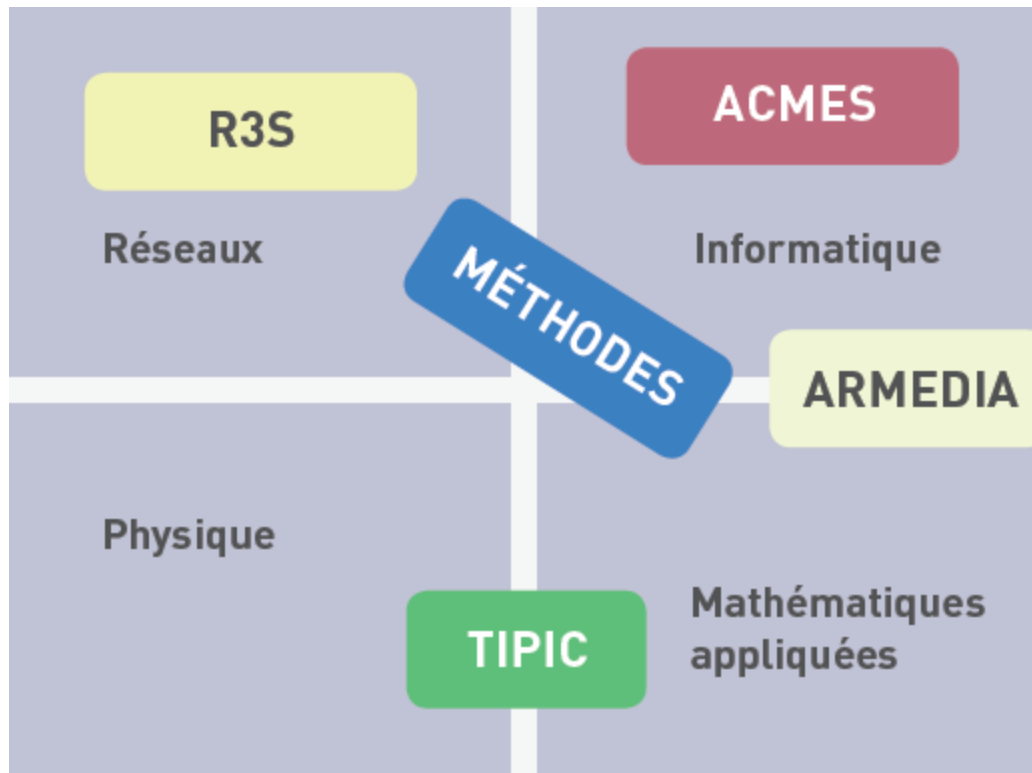 R3S
ACMES
Réseaux
Informatique
MÉTHODES
ARMEDIA
Physique
Mathématiques
appliquées
TIPIC